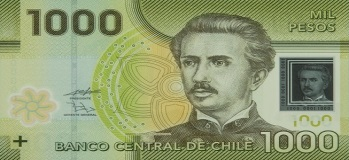 1000
MIL
PESOS
BANCO CENTRAL DE CHILE
1000